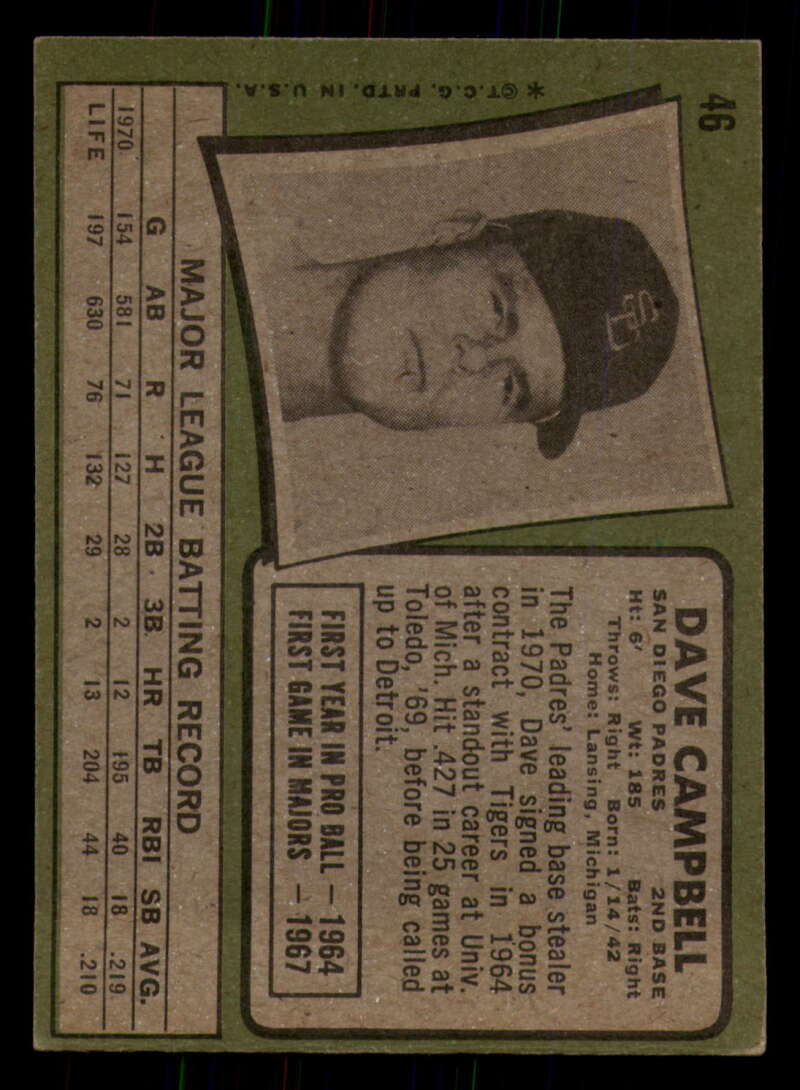 46
*©T.C.G. PRTD. IN U.S.A.
SD
DAVE CAMPBELL
SAN DIEGO PADRES 2ND BASE
Ht: 6' Wt: 185 Bats: Right
Throws: Right Born: 1/14/42
Home: Lansing, Michigan
The Padres' leading base stealer
in 1970, Dave signed a bonus
contract with Tigers in 1964
after a standout career at Univ.
of Mich. Hit .427 in 25 games at
Toledo, '69, before being called
up to Detroit.
FIRST YEAR IN PRO BALL — 1964
FIRST GAME IN MAJORS — 1967
MAJOR LEAGUE BATTING RECORD
G AB R H 2B 3B HR TB RBI SB AVG.
1970 154 581 71 127 28 2 12 195 40 18 .219
LIFE 197 630 76 132 29 2 13 204 44 18 .210